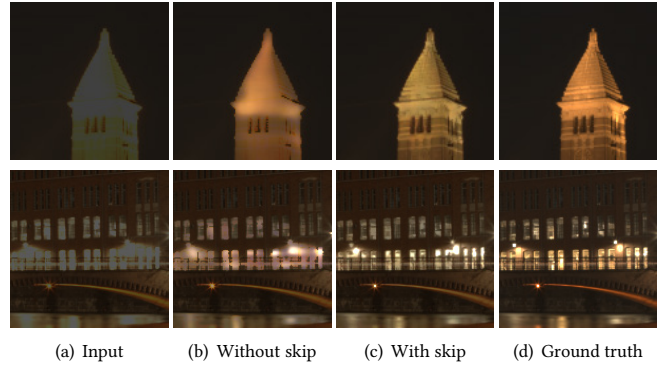 (a) Input
(b) Without skip
(c) With skip
(d) Ground truth